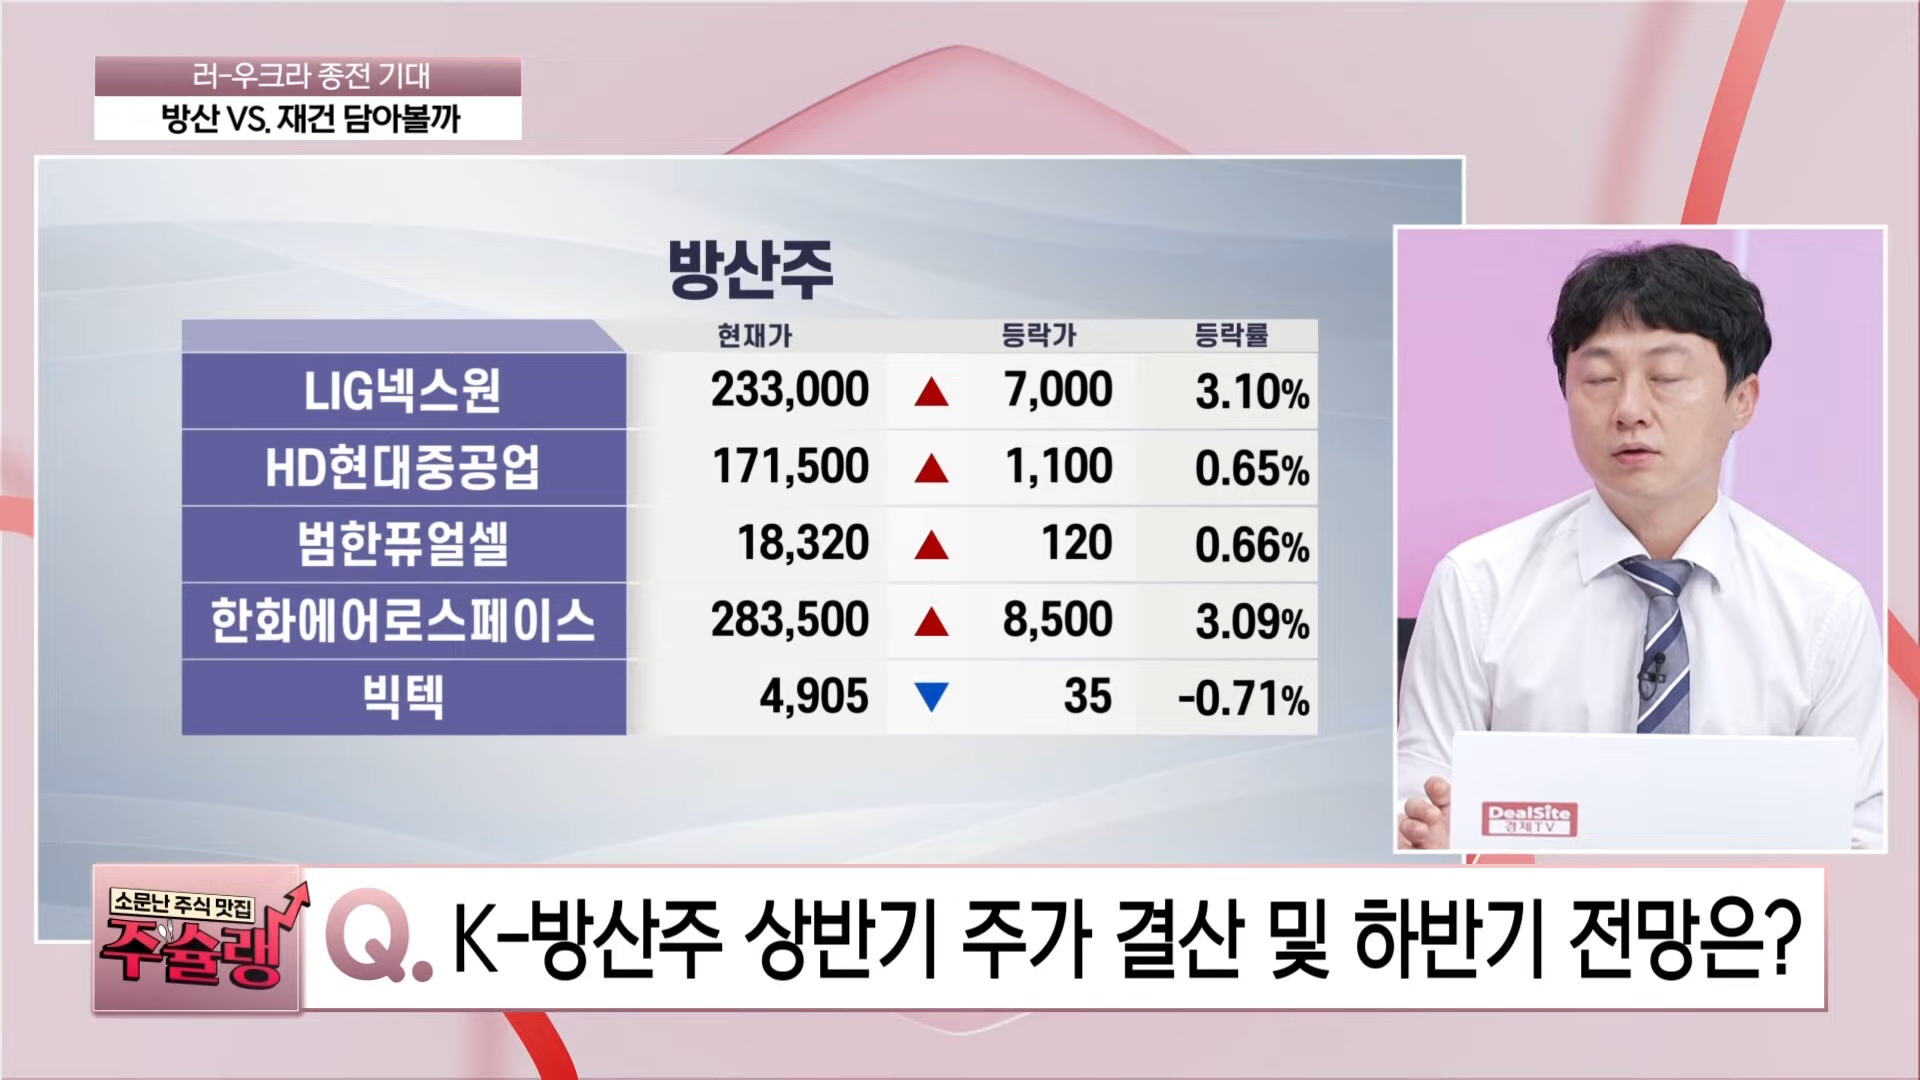 러-우크라 종전 기대
방산 VS. 재건 담아볼까
방산주
현재가 등락가 등락률
LIG넥스원 233,000 ▲ 7,000 3.10%
HD현대중공업 171,500 ▲ 1,100 0.65%
범한퓨얼셀 18,320 ▲ 120 0.66%
한화에어로스페이스 283,500 ▲ 8,500 3.09%
빅텍 4,905 ▼ 35 -0.71%
DealSite
경제TV
소문난 주식 맛집
주슐랭
Q. K-방산주 상반기 주가 결산 및 하반기 전망은?